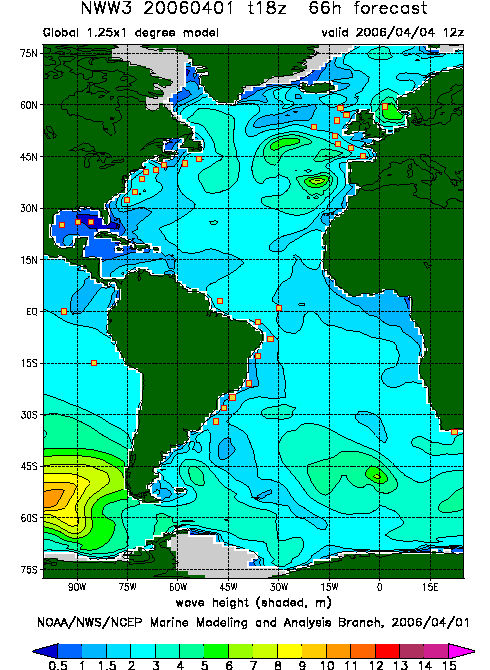 NWW3 20060401 t18z 66h forecast
Global 1.25x1 degree model
valid 2006/04/04 12z
75N
60N
45N
30N
15N
EQ
15S
30S
45S
60S
75S
90W 75W 60W 45W 30W 15W 0 15E
wave height (shaded, m)
NOAA/NWS/NCEP Marine Modeling and Analysis Branch, 2006/04/01
0.5 1 1.5 2 3 4 5 6 7 8 9 10 11 12 13 14 15